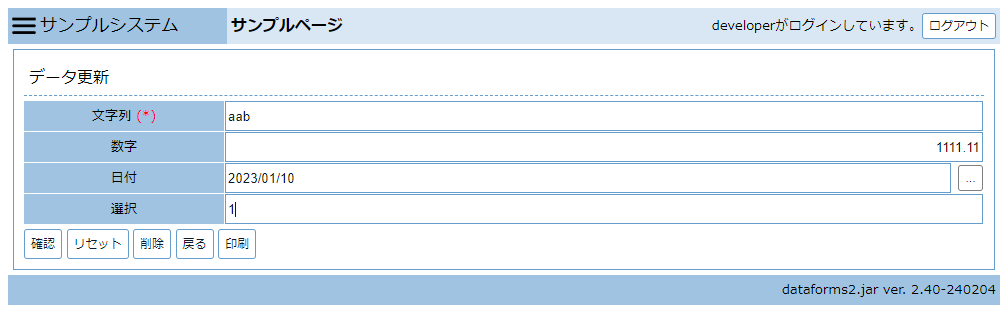 サンプルシステム サンプルページ developerがログインしています。 ログアウト
データ更新
文字列 (*) aab
数字 1111.11
日付 2023/01/10 ...
選択 1
確認 リセット 削除 戻る 印刷
dataforms2.jar ver. 2.40-240204